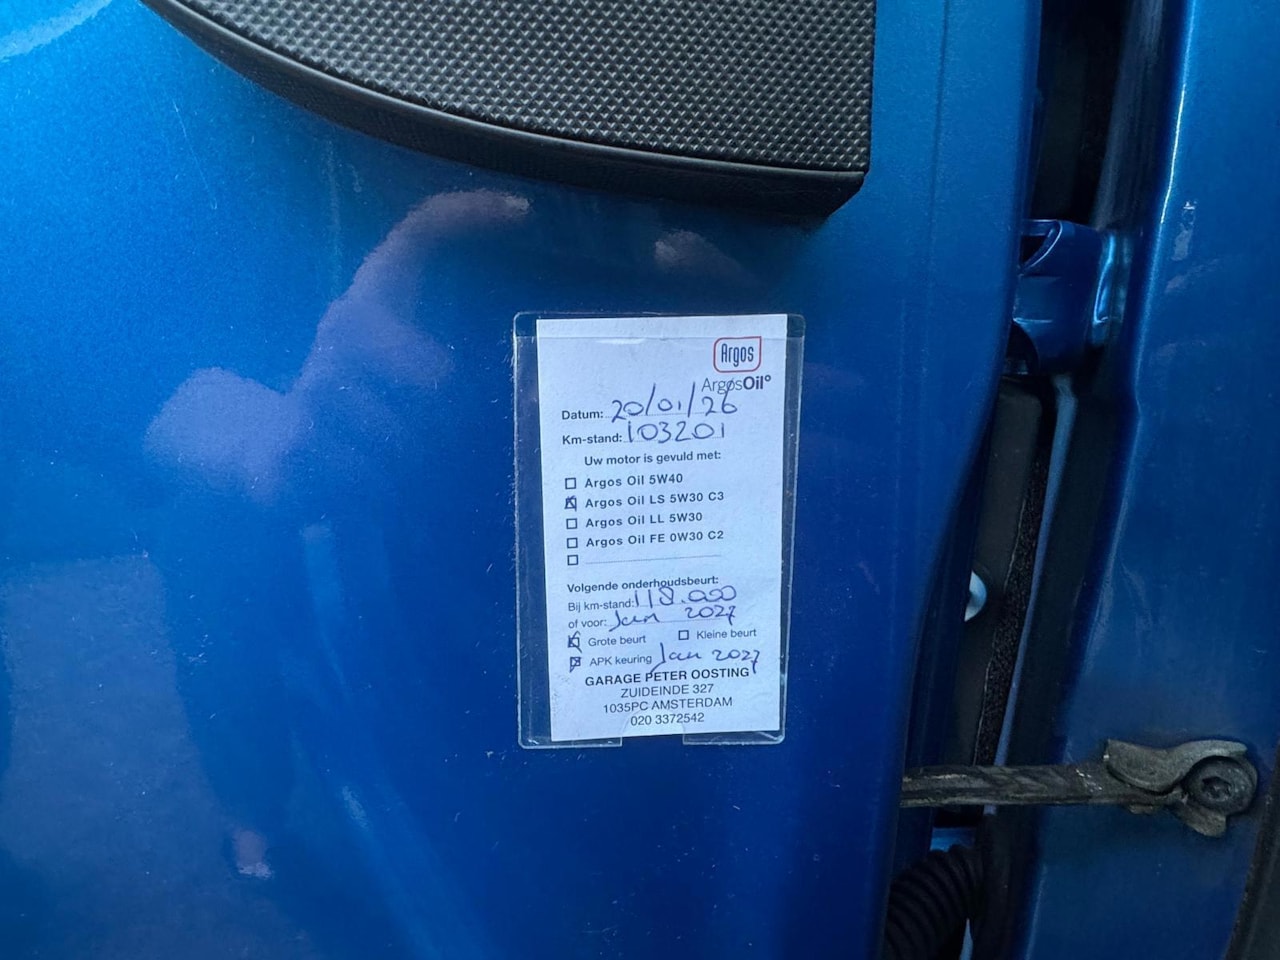 Argos
ArgosOil°
Datum: 20/01/26
Km-stand: 103201
Uw motor is gevuld met:
Argos Oil 5W40
Argos Oil LS 5W30 C3
Argos Oil LL 5W30
Argos Oil FE 0W30 C2
Volgende onderhoudsbeurt:
Bij km-stand: 118.000
of voor: Jan 2027
Grote beurt Kleine beurt
APK keuring Jan 2027
GARAGE PETER OOSTING
ZUIDEINDE 327
1035PC AMSTERDAM
020 3372542